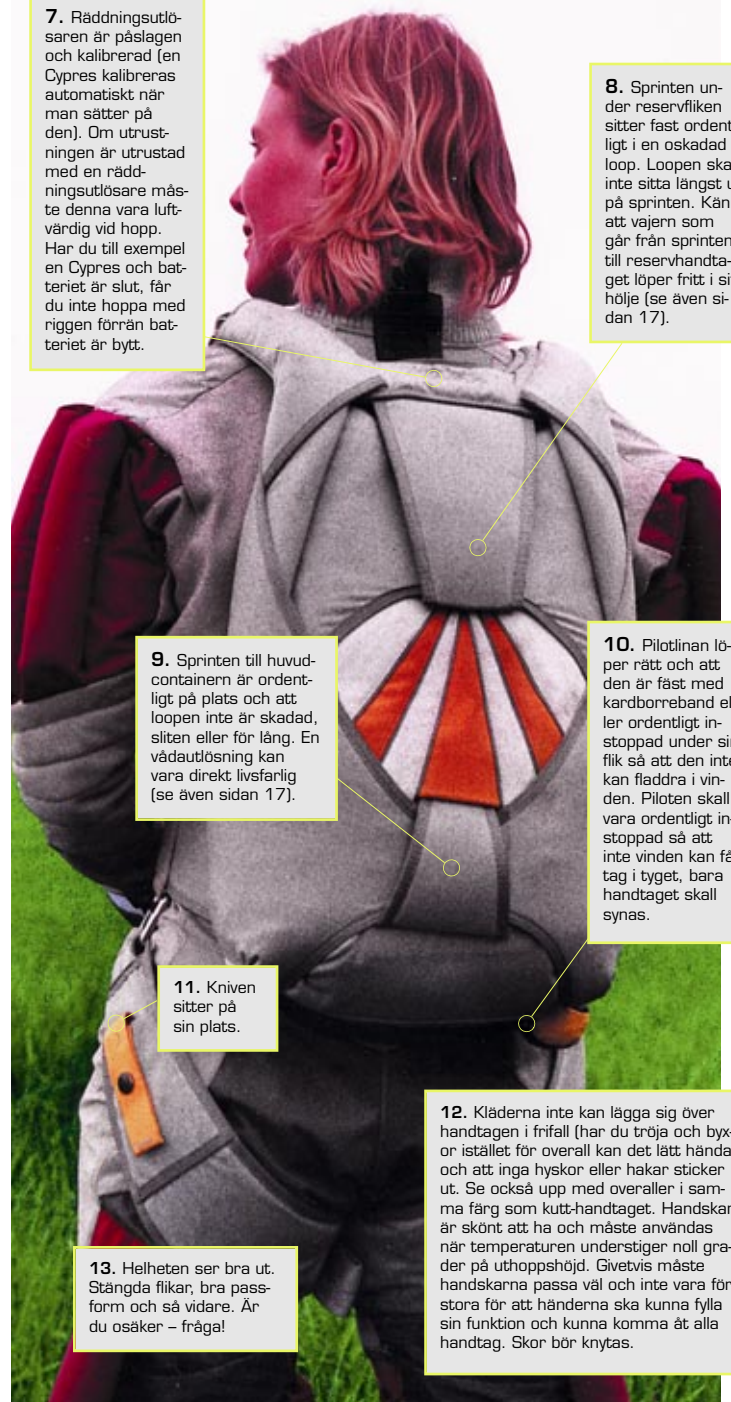 7. Räddningsutlö-
saren är påslagen
och kalibrerad (en
Cypres kalibreras
automatiskt när
man sätter på
den). Om utrust-
ningen är utrustad
med en rädd-
ningsutlösare mås-
te denna vara luft-
värdig vid hopp.
Har du till exempel
en Cypres och bat-
teriet är slut, får
du inte hoppa med
riggen förrän bat-
teriet är bytt.
8. Sprinten un-
der reservfliken
sitter fast ordent
ligt i en oskadad
loop. Loopen ska
inte sitta längst u
på sprinten. Kän
att vajern som
går från sprinten
till reservhandta-
get löper fritt i sit
hölje (se även si-
dan 17).
9. Sprinten till huvud-
containern är ordent-
ligt på plats och att
loopen inte är skadad,
sliten eller för lång. En
vådautlösning kan
vara direkt livsfarlig
(se även sidan 17).
10. Pilotlinan lö-
per rätt och att
den är fäst med
kardborreband el
ler ordentligt in-
stoppad under sin
flik så att den inte
kan fladdra i vin-
den. Piloten skall
vara ordentligt in-
stoppad så att
inte vinden kan få
tag i tyget, bara
handtaget skall
synas.
11. Kniven
sitter på
sin plats.
12. Kläderna inte kan lägga sig över
handtagen i frifall (har du tröja och byx-
or istället för overall kan det lätt hända
och att inga hyskor eller hakar sticker
ut. Se också upp med overaller i sam-
ma färg som kutt-handtaget. Handskar
är skönt att ha och måste användas
när temperaturen understiger noll gra-
der på uthoppshöjd. Givetvis måste
handskarna passa väl och inte vara för
stora för att händerna ska kunna fylla
sin funktion och kunna komma åt alla
handtag. Skor bör knytas.
13. Helheten ser bra ut.
Stängda flikar, bra pass-
form och så vidare. Är
du osäker – fråga!